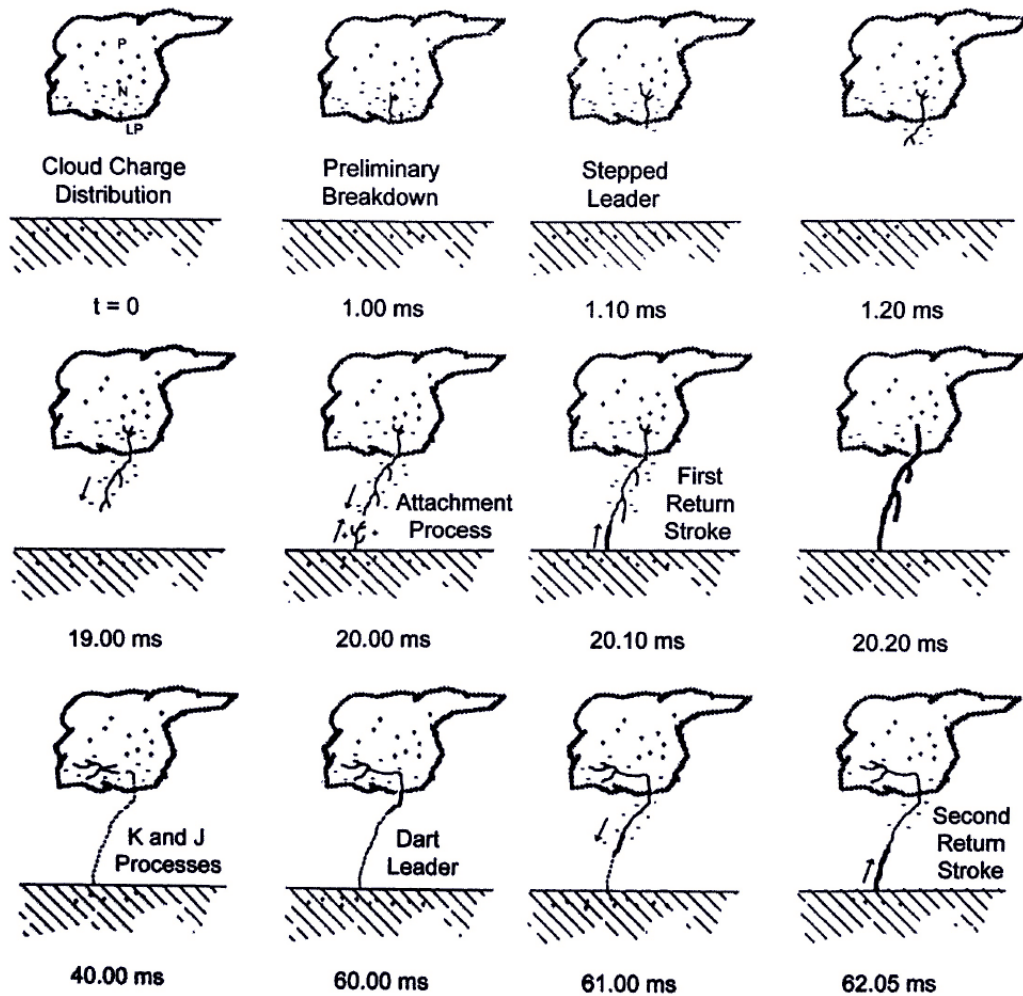 P
N
LP
Cloud Charge
Distribution
Preliminary
Breakdown
Stepped
Leader
t = 0
1.00 ms
1.10 ms
1.20 ms
Attachment
Process
First
Return
Stroke
19.00 ms
20.00 ms
20.10 ms
20.20 ms
K and J
Processes
Dart
Leader
Second
Return
Stroke
40.00 ms
60.00 ms
61.00 ms
62.05 ms